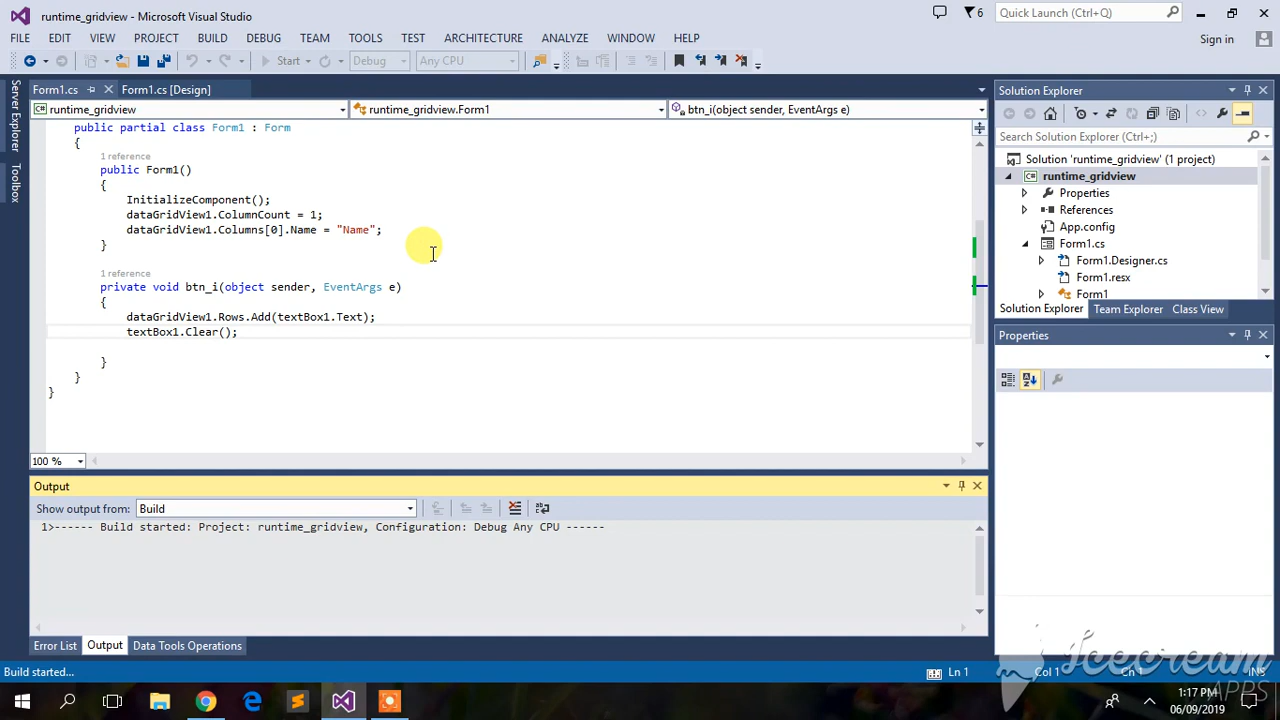 runtime_gridview - Microsoft Visual Studio
6
Quick Launch (Ctrl+Q)
FILE EDIT VIEW PROJECT BUILD DEBUG TEAM TOOLS TEST ARCHITECTURE ANALYZE WINDOW HELP
Sign in
Start Debug Any CPU
Server Explorer
Toolbox
Form1.cs Form1.cs [Design]
runtime_gridview runtime_gridview.Form1 btn_i(object sender, EventArgs e)
public partial class Form1 : Form
{
1 reference
public Form1()
{
InitializeComponent();
dataGridView1.ColumnCount = 1;
dataGridView1.Columns[0].Name = "Name";
}
1 reference
private void btn_i(object sender, EventArgs e)
{
dataGridView1.Rows.Add(textBox1.Text);
textBox1.Clear();
}
}
}
100 %
Output
Show output from: Build
1>------ Build started: Project: runtime_gridview, Configuration: Debug Any CPU ------
Error List Output Data Tools Operations
Solution Explorer
Search Solution Explorer (Ctrl+;)
Solution 'runtime_gridview' (1 project)
runtime_gridview
Properties
References
App.config
Form1.cs
Form1.Designer.cs
Form1.resx
Form1
Solution Explorer Team Explorer Class View
Properties
Build started... Ln 1 Col 1 Ch 1 INS
Icecream
APPS
1:17 PM
06/09/2019